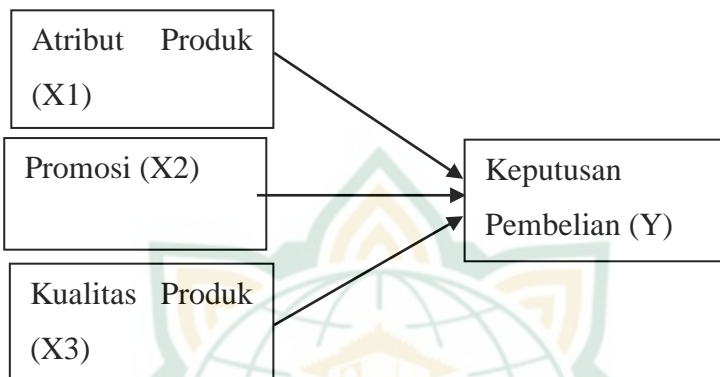 Atribut Produk
(X1)
Promosi (X2)
Keputusan
Pembelian (Y)
Kualitas Produk
(X3)